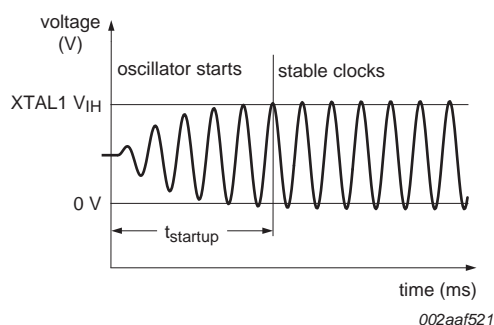 voltage
(V)
oscillator starts
stable clocks
XTAL1 VIH
0 V
tstartup
time (ms)
002aaf521